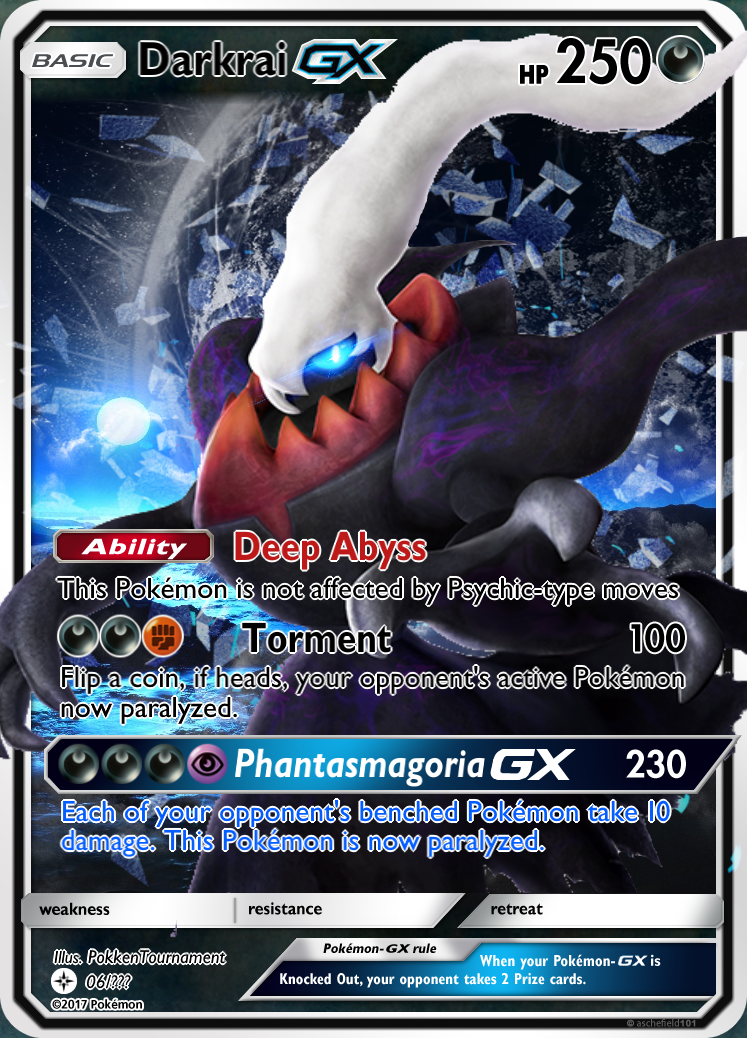 BASIC Darkrai GX HP 250
Ability Deep Abyss
This Pokémon is not affected by Psychic-type moves
Torment 100
Flip a coin, if heads, your opponent's active Pokémon
now paralyzed.
Phantasmagoria GX 230
Each of your opponent's benched Pokémon take 10
damage. This Pokémon is now paralyzed.
weakness resistance retreat
Illus. PokkenTournament
06/???
©2017 Pokémon
Pokémon-GX rule
When your Pokémon-GX is
Knocked Out, your opponent takes 2 Prize cards.
© aschefield101